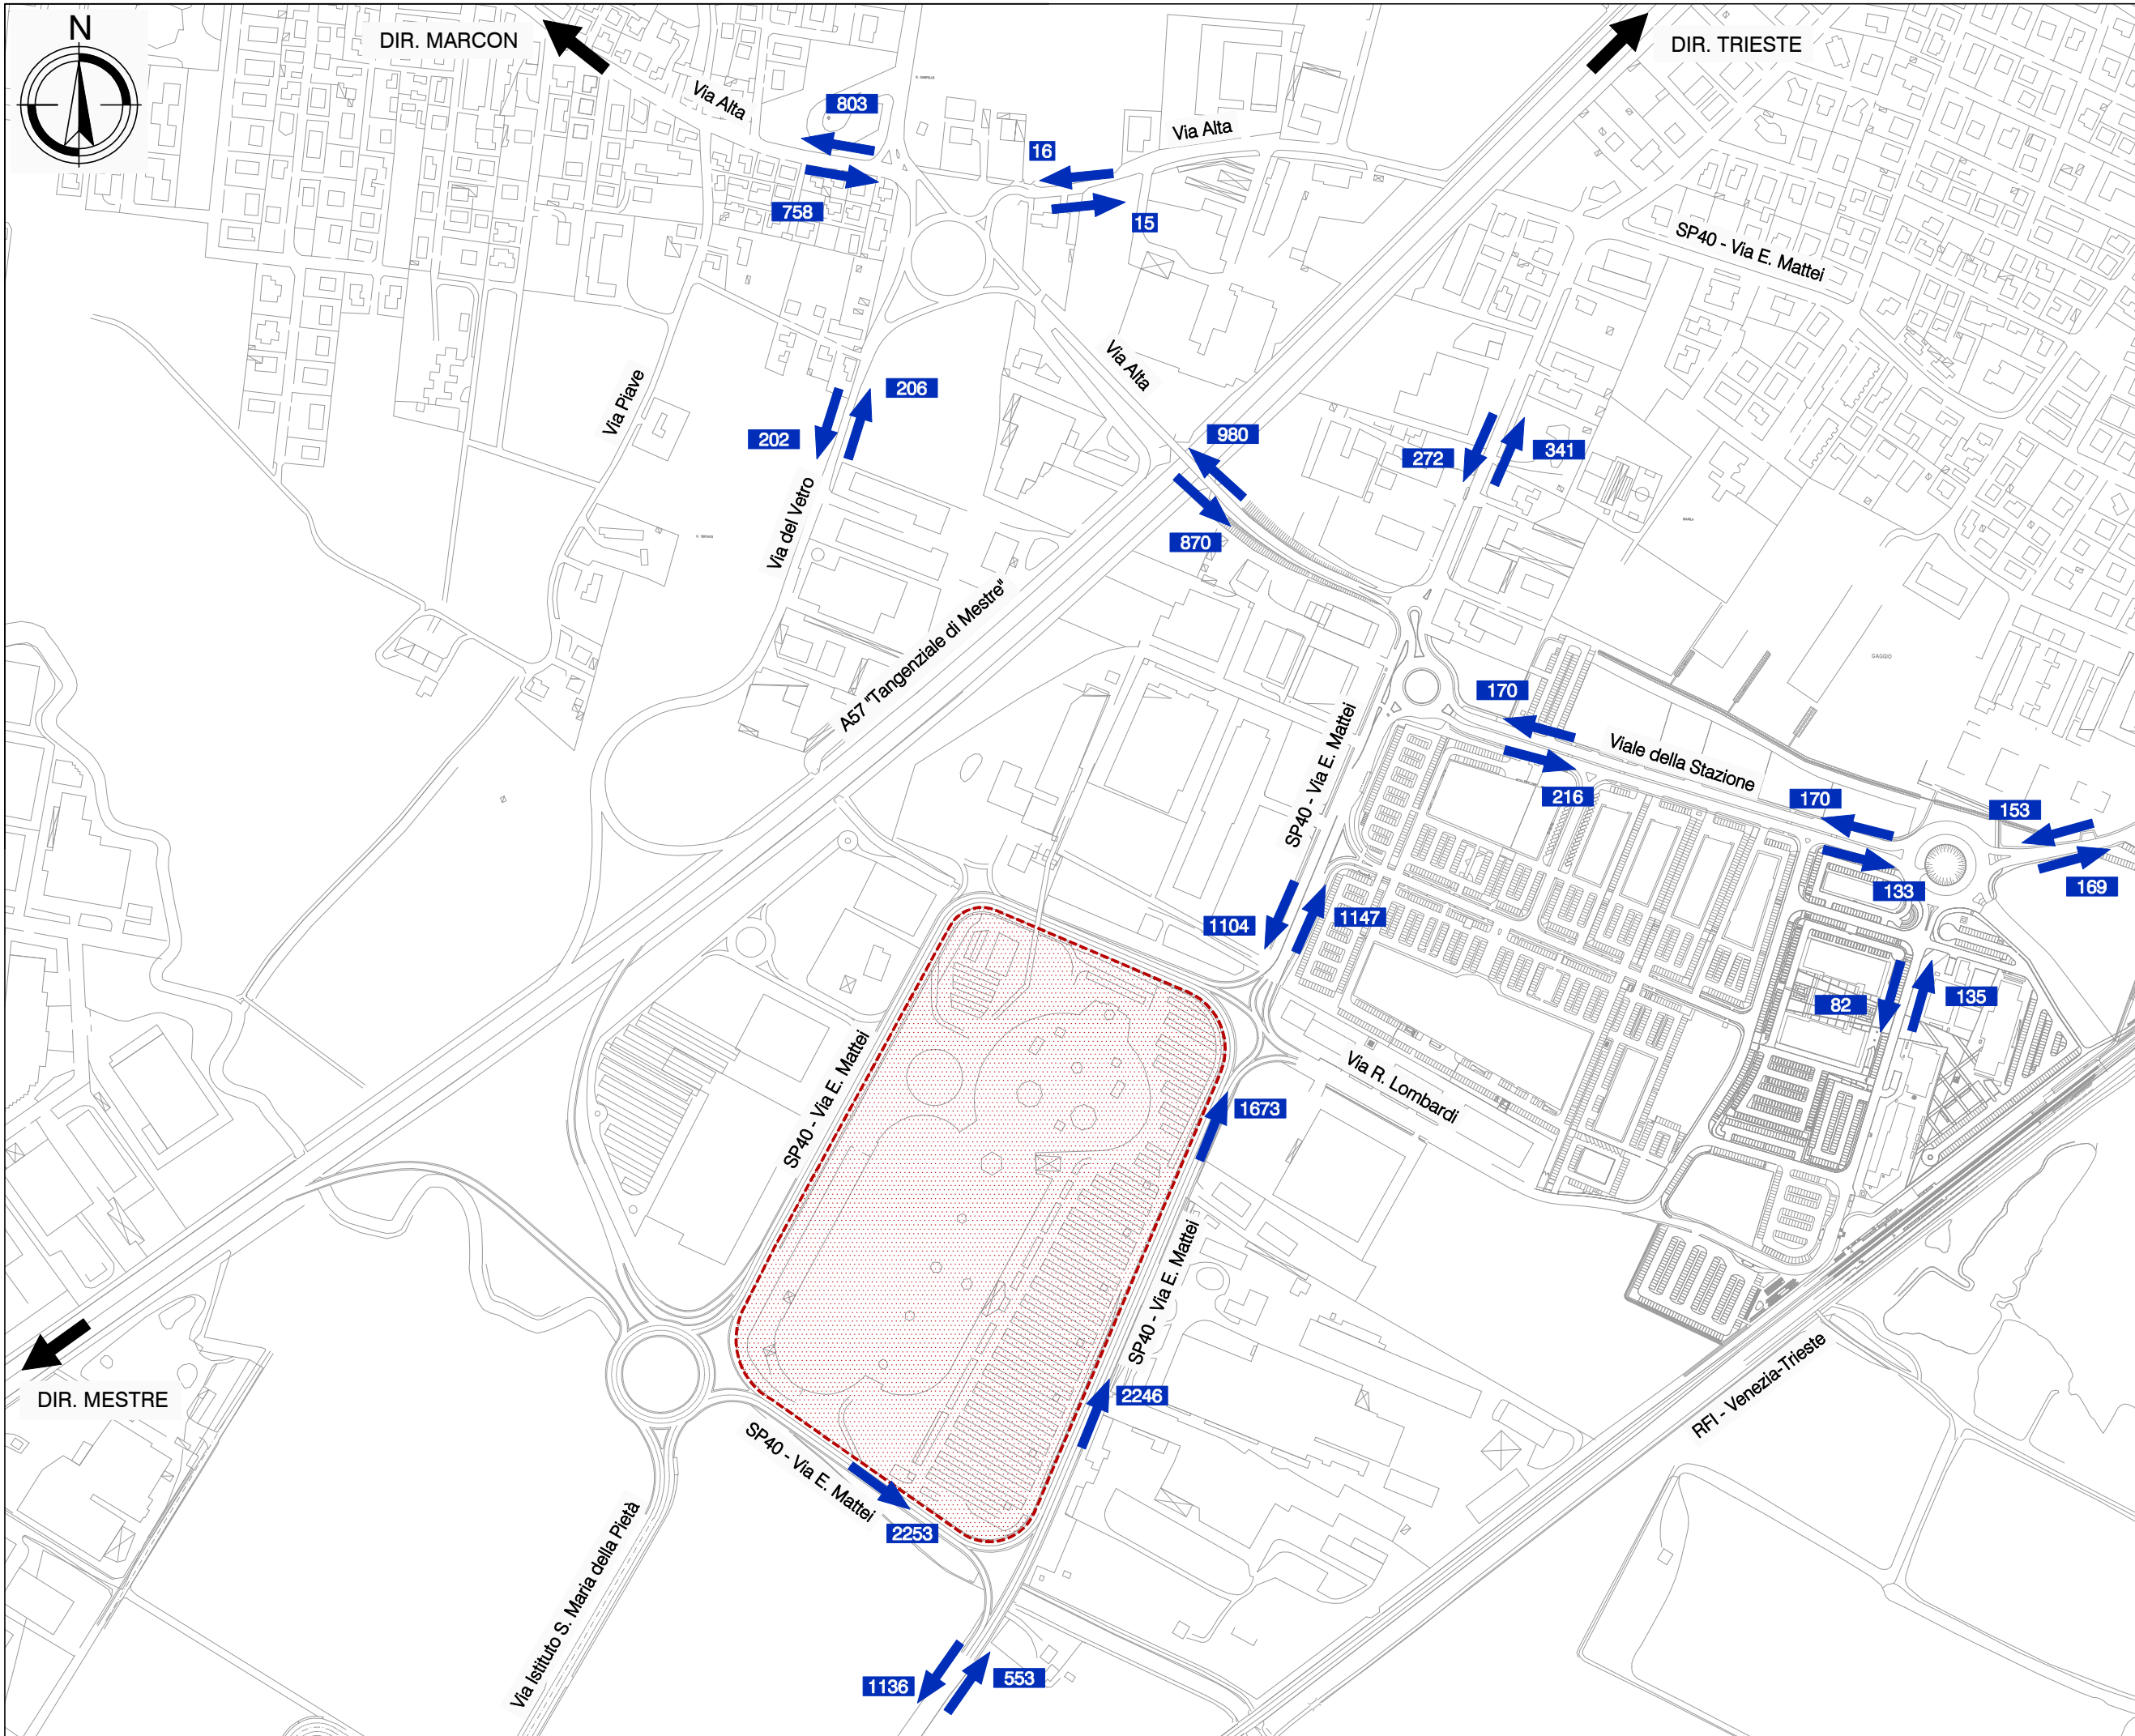 N
DIR. MARCON
DIR. TRIESTE
Via Alta
803
758
16
Via Alta
15
SP40 - Via E. Mattei
Via Alta
Via Piave
206
202
980
870
272
341
Via del Vetro
A57 "Tangenziale di Mestre"
GAGGIO
170
Viale della Stazione
216
SP40 - Via E. Mattei
170
153
133
169
1104
1147
82
135
SP40 - Via E. Mattei
Via R. Lombardi
1673
SP40 - Via E. Mattei
2246
RFI - Venezia-Trieste
DIR. MESTRE
SP40 - Via E. Mattei
2253
Via Istituto S. Maria della Pietà
1136
553